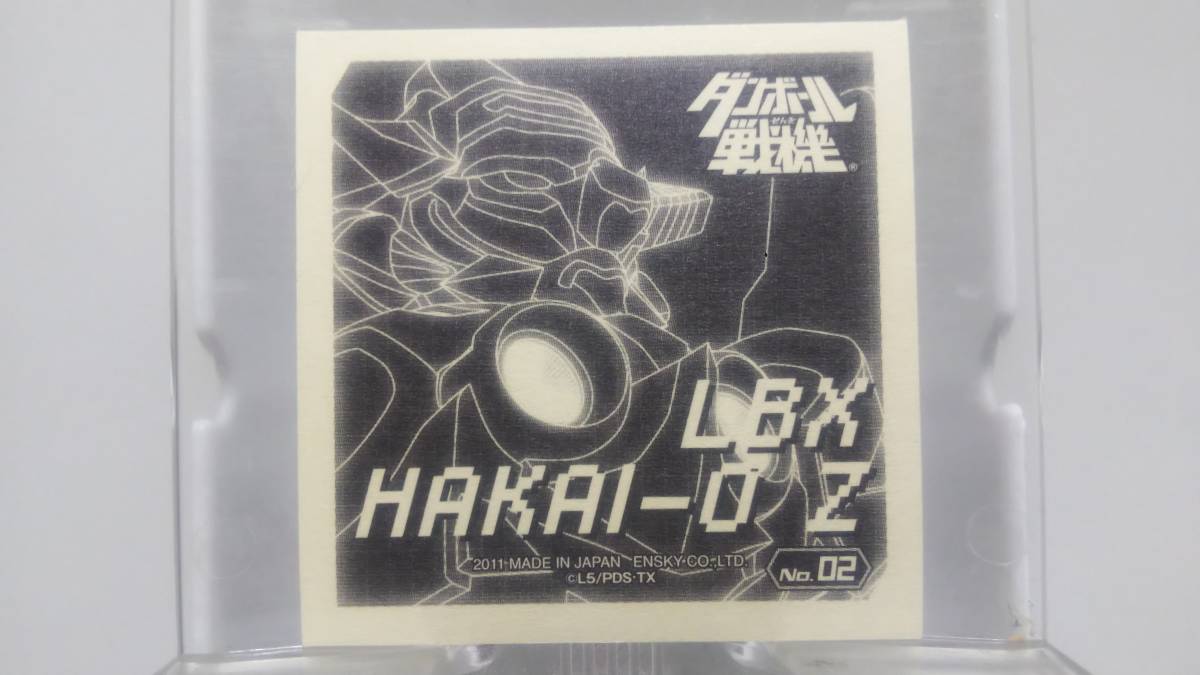 ダンボール
せんき
戦機®
LBX
HAKAI-O Z
2011 MADE IN JAPAN ENSKY CO.,LTD.
©L5/PDS・TX
No. 02